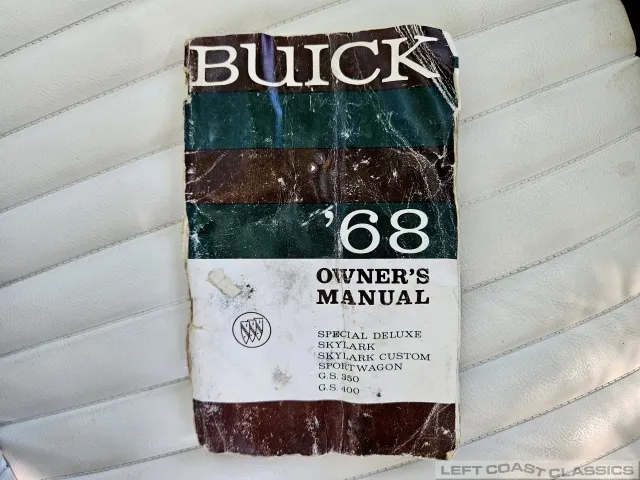 BUICK
'68
OWNER'S
MANUAL
SPECIAL DELUXE
SKYLARK
SKYLARK CUSTOM
SPORTWAGON
G.S. 350
G.S. 400
LEFT COAST CLASSICS